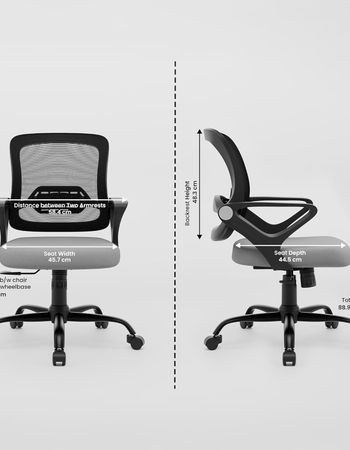 Distance between Two Armrests
58.4 cm
Seat Width
45.7 cm
b/w chair
wheelbase
Backrest Height
48.3 cm
Seat Depth
44.5 cm
88.9